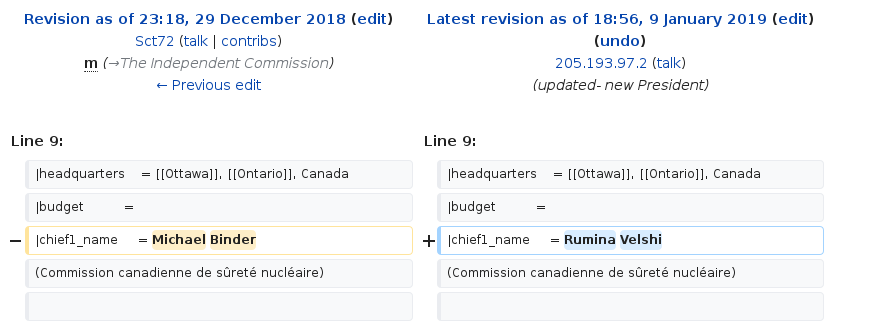 Revision as of 23:18, 29 December 2018 (edit)
Sct72 (talk | contribs)
m (→The Independent Commission)
← Previous edit
Latest revision as of 18:56, 9 January 2019 (edit)
(undo)
205.193.97.2 (talk)
(updated- new President)
Line 9:
Line 9:
|headquarters = [[Ottawa]], [[Ontario]], Canada
|headquarters = [[Ottawa]], [[Ontario]], Canada
|budget =
|budget =
− |chief1_name = Michael Binder
+ |chief1_name = Rumina Velshi
(Commission canadienne de sûreté nucléaire)
(Commission canadienne de sûreté nucléaire)